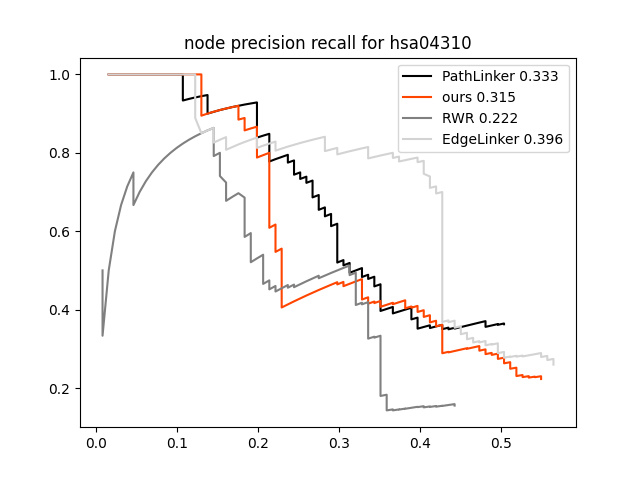 node precision recall for hsa04310
PathLinker 0.333
ours 0.315
RWR 0.222
EdgeLinker 0.396
1.0
0.8
0.6
0.4
0.2
0.0 0.1 0.2 0.3 0.4 0.5